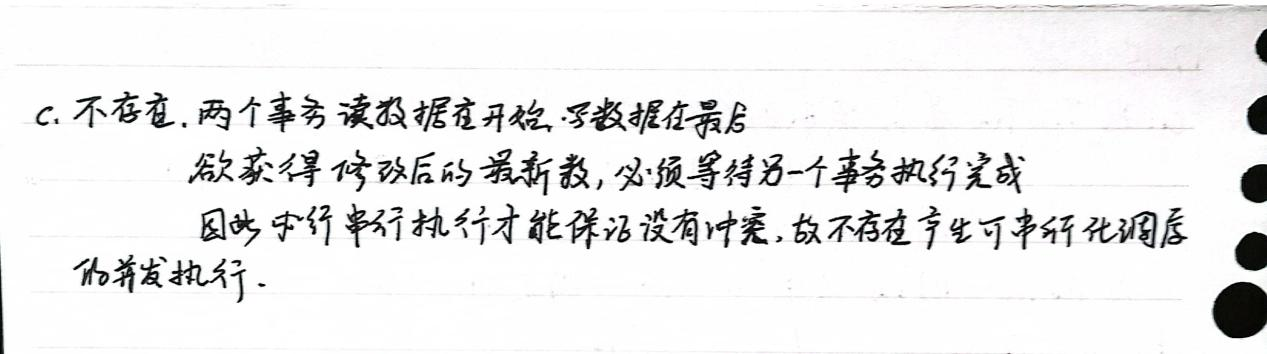 c. 不存在. 两个事务读数据在开始, 写数据在最后
欲获得修改后的最新数, 必须等待另一个事务执行完成
因此 串行执行才能保证没有冲突, 故不存在产生可串行化调度
的并发执行.